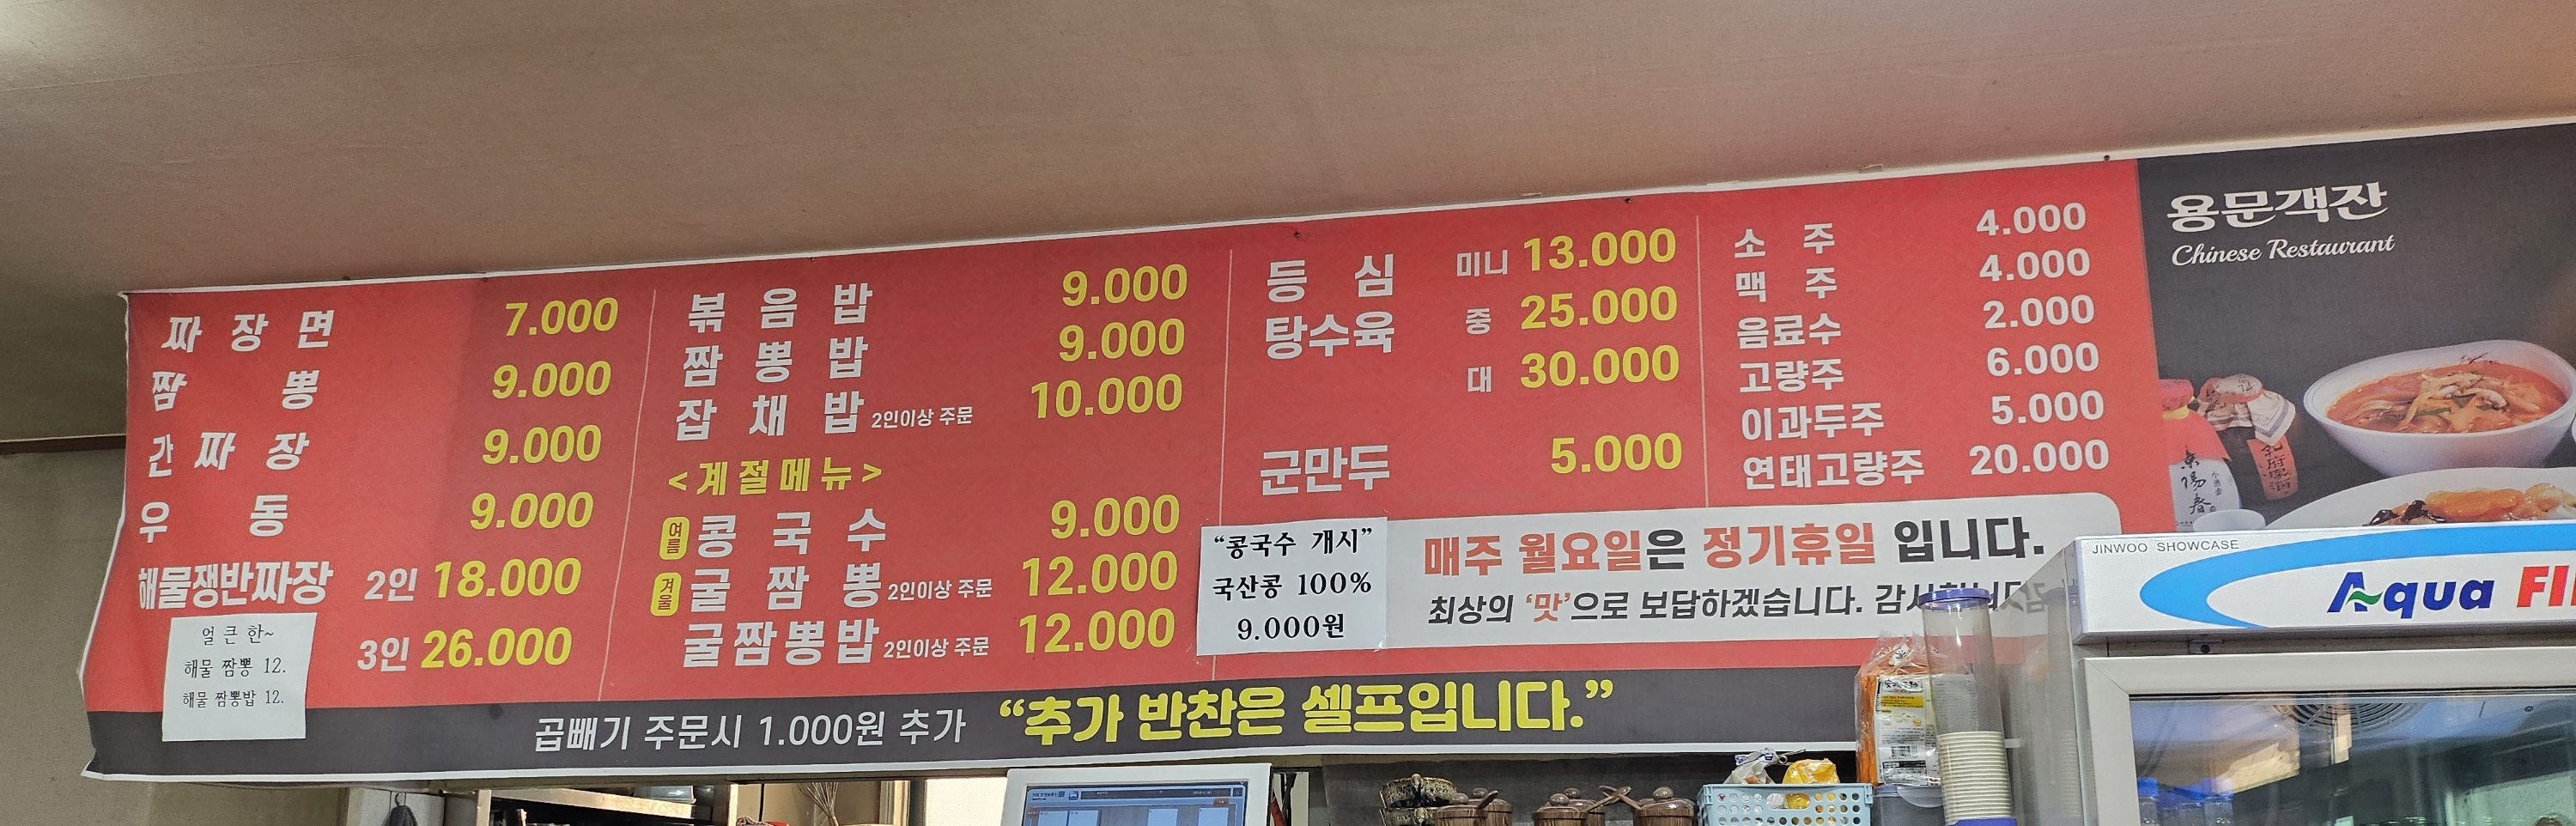 짜장면 7.000
짬뽕 9.000
간짜장 9.000
우동 9.000
해물쟁반짜장 2인 18.000
3인 26.000
얼큰한~
해물 짬뽕 12.
해물 짬뽕밥 12.
볶음밥 9.000
짬뽕밥 9.000
잡채밥 2인이상 주문 10.000
<계절메뉴>
여름 콩국수 9.000
겨울 굴짬뽕 2인이상 주문 12.000
굴짬뽕밥 2인이상 주문 12.000
등심 미니 13.000
탕수육 중 25.000
대 30.000
군만두 5.000
소주 4.000
맥주 4.000
음료수 2.000
고량주 6.000
이과두주 5.000
연태고량주 20.000
“콩국수 개시”
국산콩 100%
9.000원
매주 월요일은 정기휴일 입니다.
최상의 ‘맛’으로 보답하겠습니다.
곱빼기 주문시 1.000원 추가 “추가 반찬은 셀프입니다.”
용문객잔
Chinese Restaurant
JINWOO SHOWCASE
Aqua